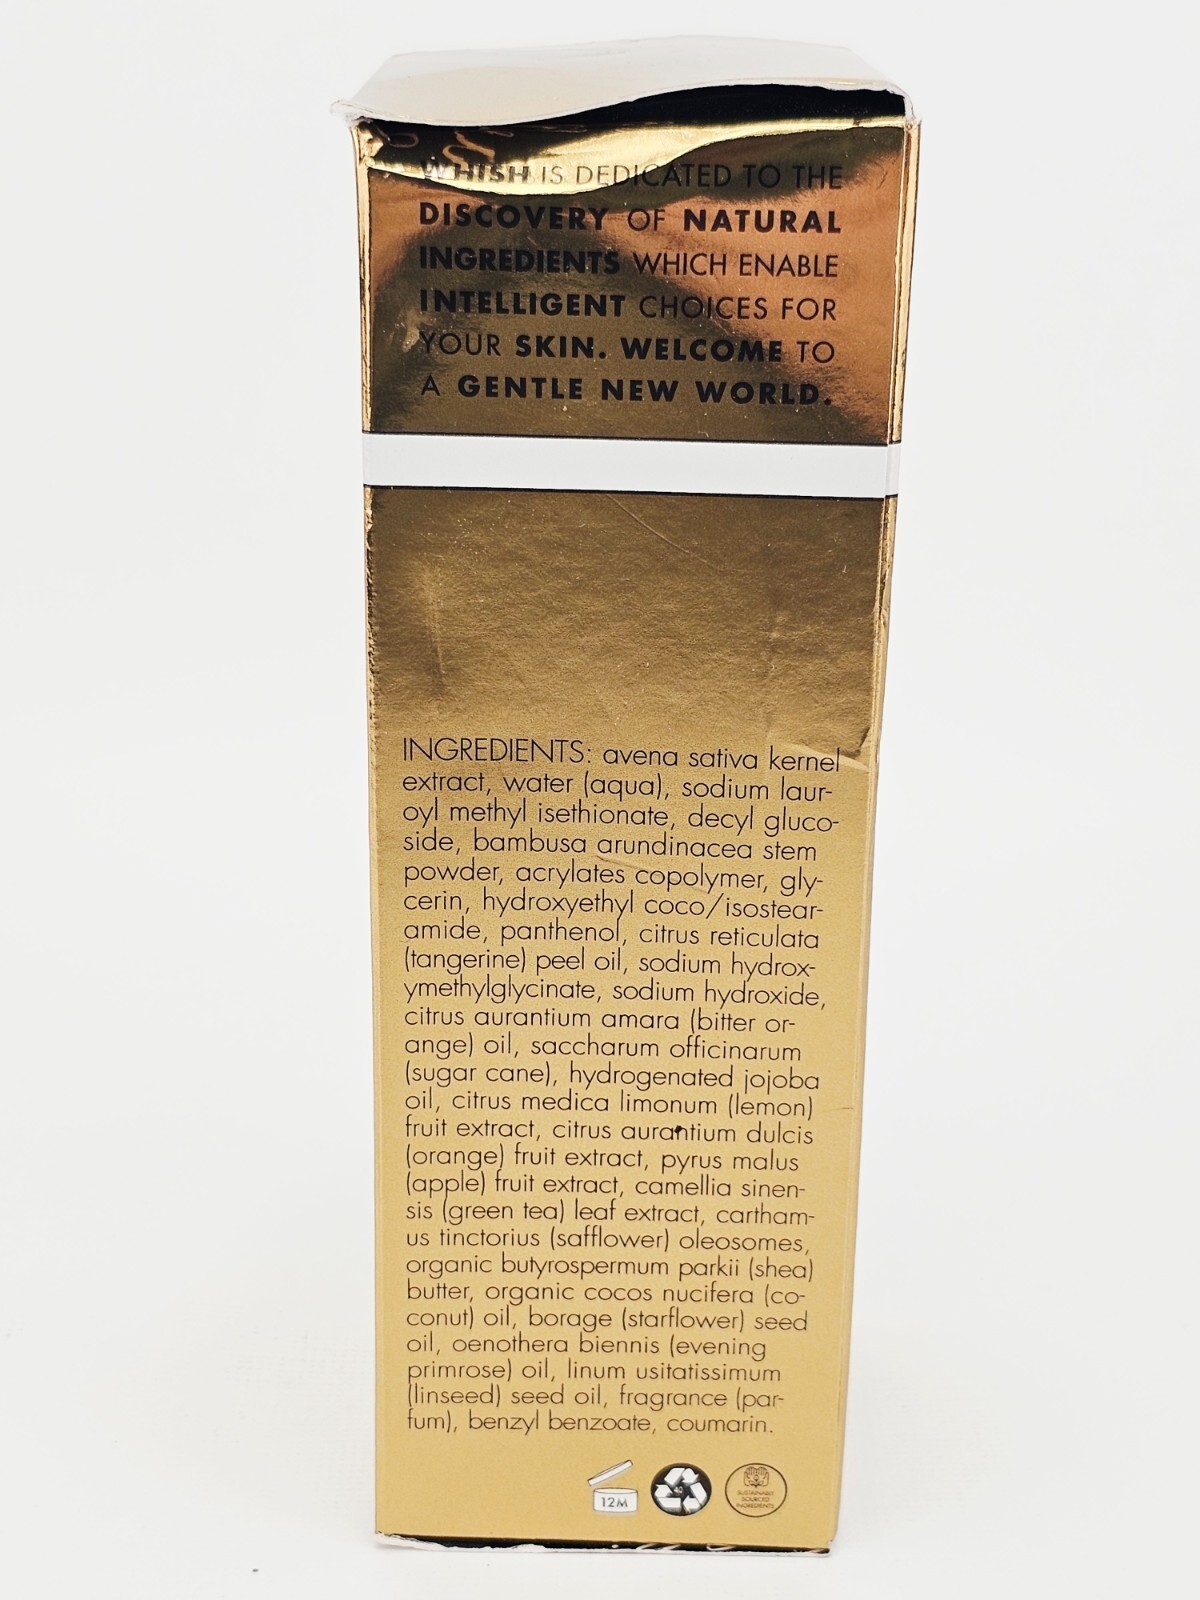 WHISH IS DEDICATED TO THE
DISCOVERY OF NATURAL
INGREDIENTS WHICH ENABLE
INTELLIGENT CHOICES FOR
YOUR SKIN. WELCOME TO
A GENTLE NEW WORLD.
INGREDIENTS: avena sativa kernel
extract, water (aqua), sodium laur-
oyl methyl isethionate, decyl gluco-
side, bambusa arundinacea stem
powder, acrylates copolymer, gly-
cerin, hydroxyethyl coco/isostear-
amide, panthenol, citrus reticulata
(tangerine) peel oil, sodium hydrox-
ymethylglycinate, sodium hydroxide,
citrus aurantium amara (bitter or-
ange) oil, saccharum officinarum
(sugar cane), hydrogenated jojoba
oil, citrus medica limonum (lemon)
fruit extract, citrus aurantium dulcis
(orange) fruit extract, pyrus malus
(apple) fruit extract, camellia sinen-
sis (green tea) leaf extract, cartham-
us tinctorius (safflower) oleosomes,
organic butyrospermum parkii (shea)
butter, organic cocos nucifera (co-
conut) oil, borage (starflower) seed
oil, oenothera biennis (evening
primrose) oil, linum usitatissimum
(linseed) seed oil, fragrance (par-
fum), benzyl benzoate, coumarin.
12M
SUSTAINABLY
SOURCED
INGREDIENTS